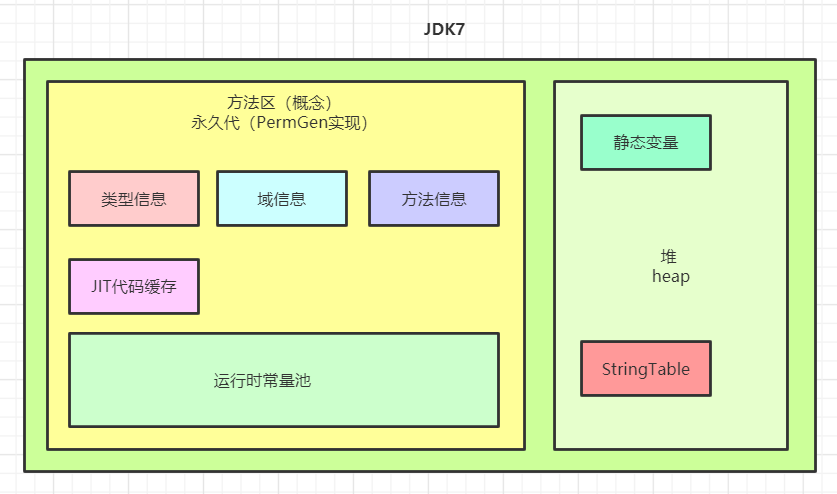 JDK7
方法区（概念）
永久代（PermGen实现）
类型信息
域信息
方法信息
JIT代码缓存
运行时常量池
静态变量
堆
heap
StringTable